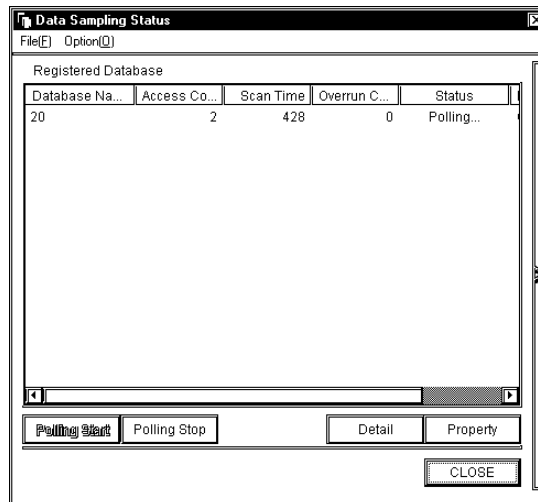 Data Sampling Status
File(F) Option(O)
Registered Database
Database Na... Access Co... Scan Time Overrun C... Status
20 2 428 0 Polling...
Polling Start Polling Stop Detail Property
CLOSE